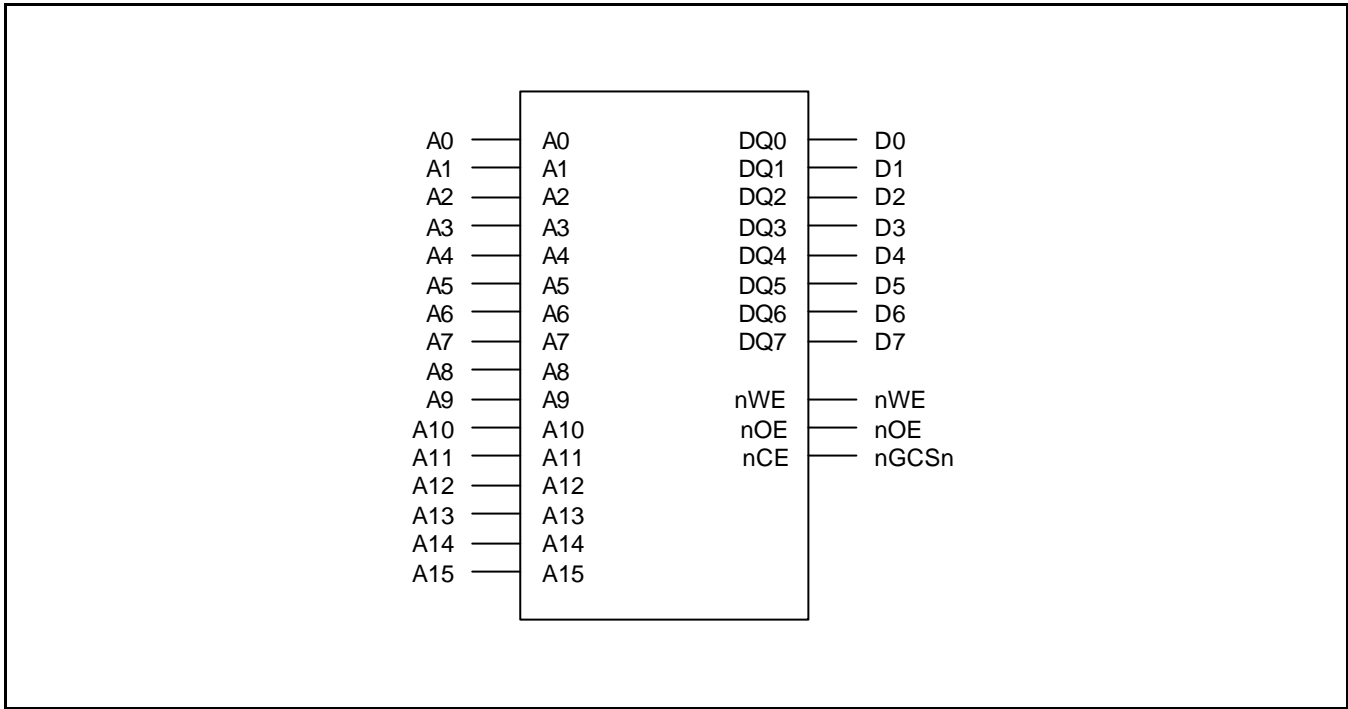 A0 A0 DQ0 D0
A1 A1 DQ1 D1
A2 A2 DQ2 D2
A3 A3 DQ3 D3
A4 A4 DQ4 D4
A5 A5 DQ5 D5
A6 A6 DQ6 D6
A7 A7 DQ7 D7
A8 A8
A9 A9 nWE nWE
A10 A10 nOE nOE
A11 A11 nCE nGCSn
A12 A12
A13 A13
A14 A14
A15 A15